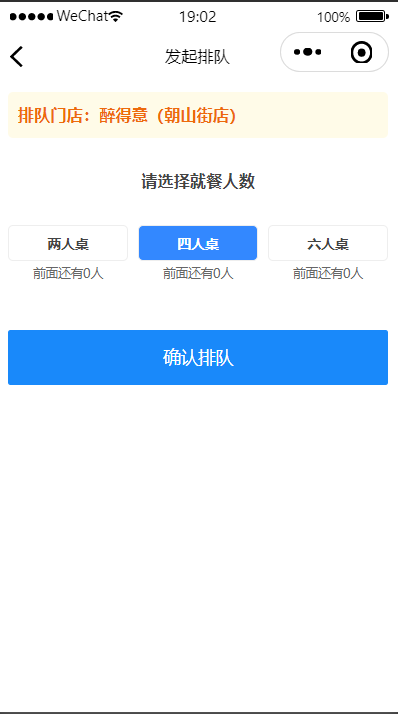 WeChat 19:02 100%
发起排队
排队门店：醉得意（朝山街店）
请选择就餐人数
两人桌 四人桌 六人桌
前面还有0人 前面还有0人 前面还有0人
确认排队